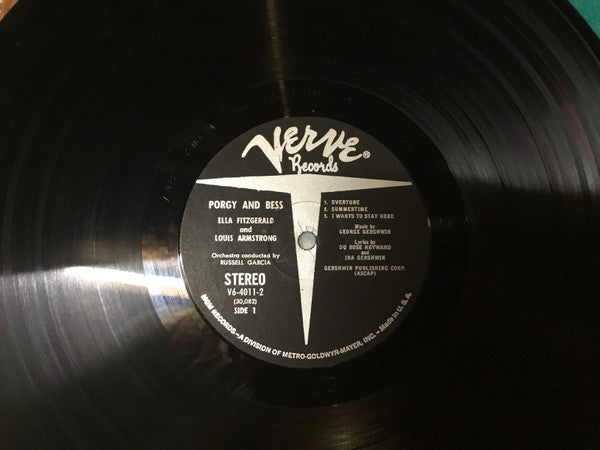 VERVE®
Records
PORGY AND BESS
ELLA FITZGERALD
and
LOUIS ARMSTRONG
Orchestra conducted by
RUSSELL GARCIA
STEREO
V6-4011-2
(30,082)
SIDE 1
1. OVERTURE
2. SUMMERTIME
3. I WANTS TO STAY HERE
Music by
GEORGE GERSHWIN
Lyrics by
DU BOSE HEYWARD
and
IRA GERSHWIN
GERSHWIN PUBLISHING CORP.
(ASCAP)
MGM RECORDS—A DIVISION OF METRO-GOLDWYN-MAYER, INC. - Made in U. S. A.